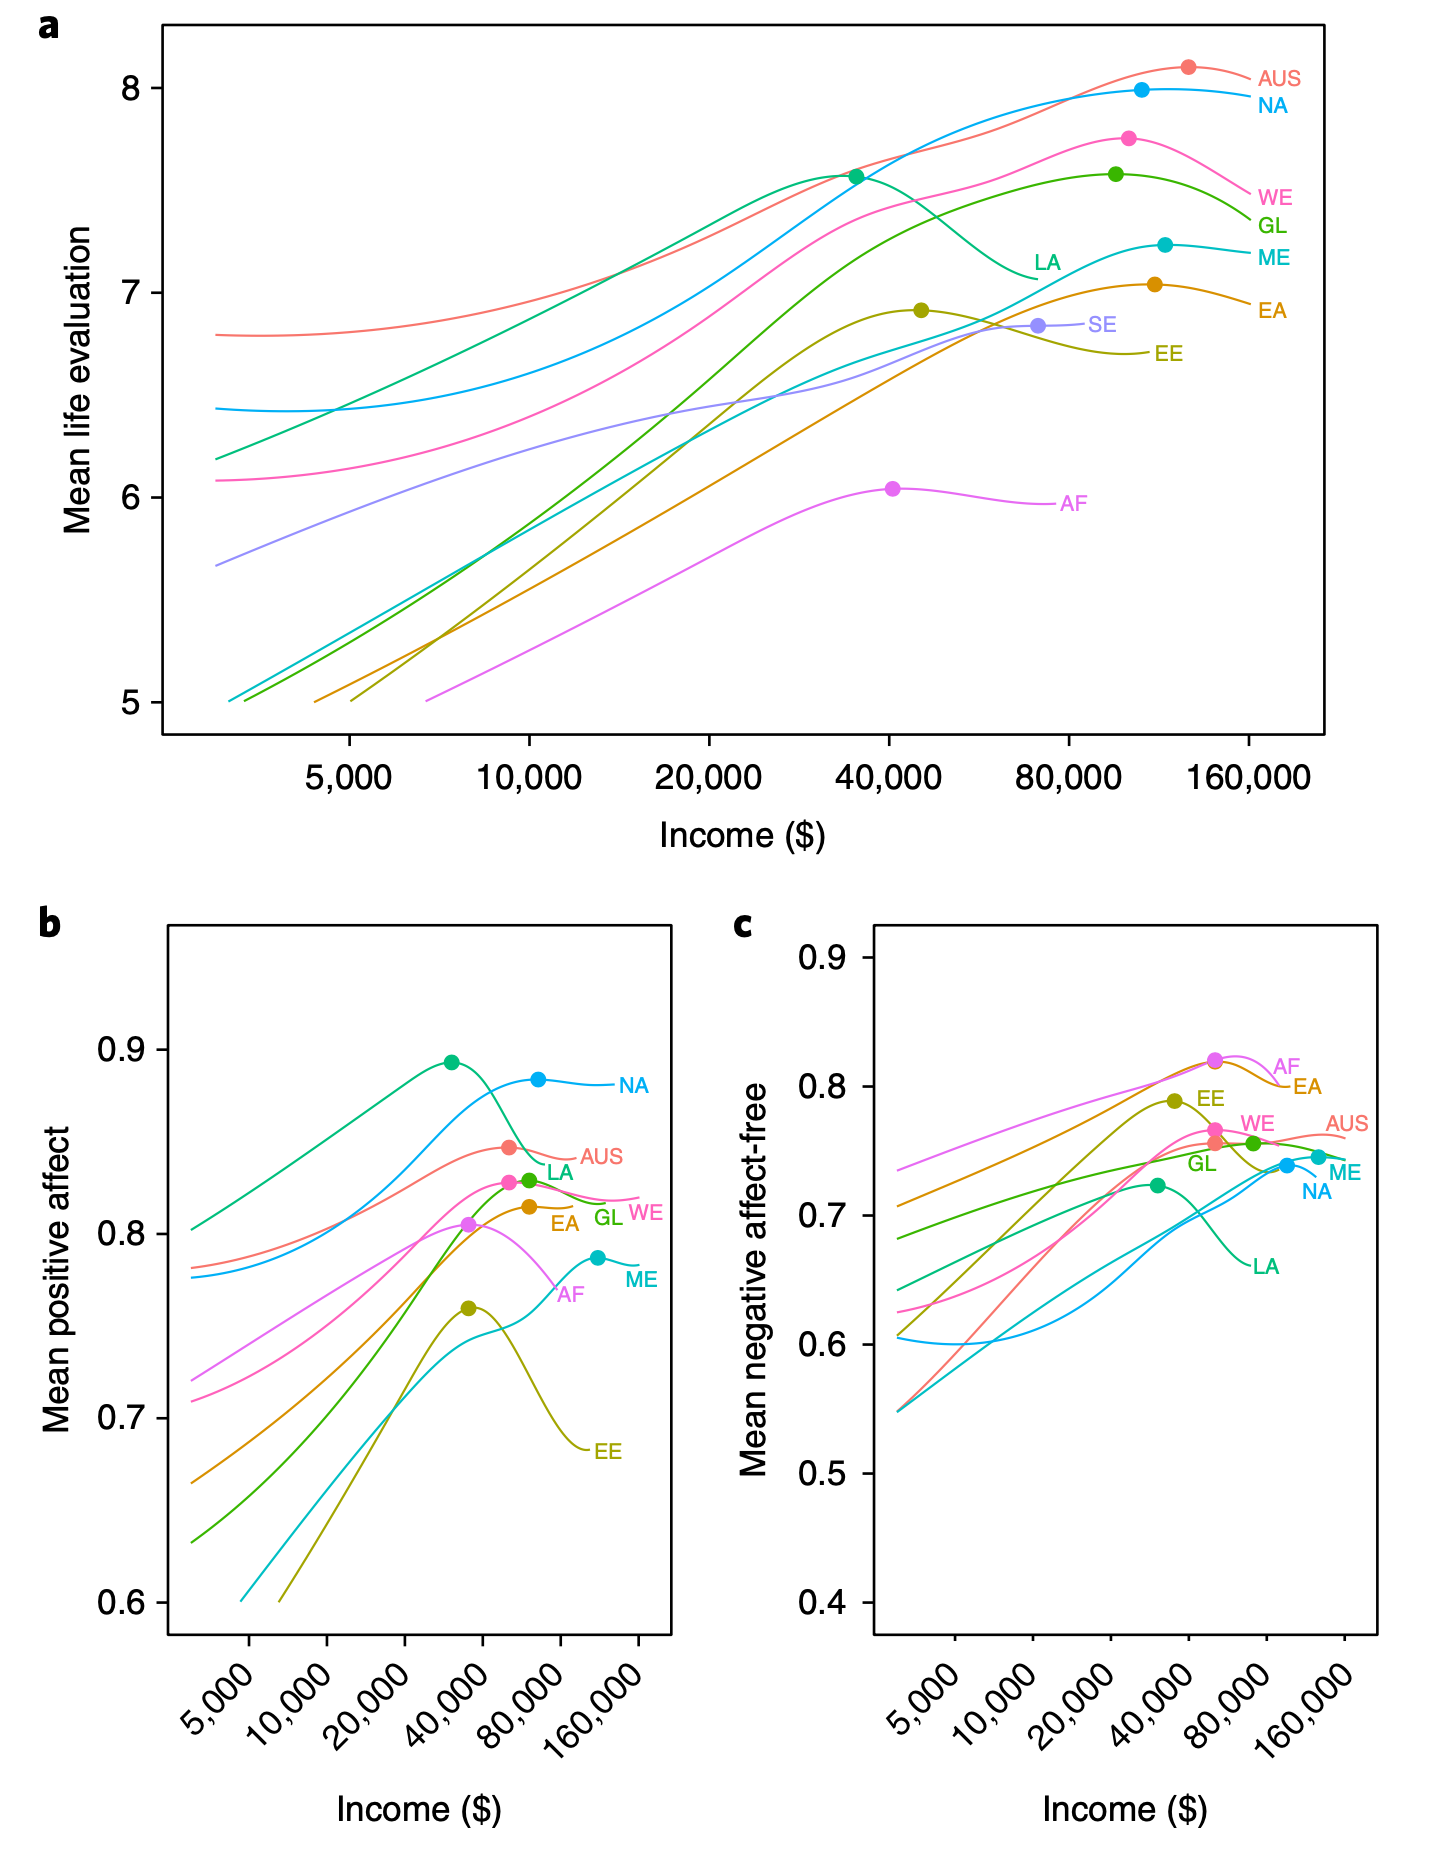 a
8
7
6
5
Mean life evaluation
AUS
NA
WE
GL
ME
EA
LA
SE
EE
AF
5,000 10,000 20,000 40,000 80,000 160,000
Income ($)
b
0.9
0.8
0.7
0.6
Mean positive affect
NA
AUS
LA
WE
GL
EA
ME
AF
EE
5,000 10,000 20,000 40,000 80,000 160,000
Income ($)
c
0.9
0.8
0.7
0.6
0.5
0.4
Mean negative affect-free
AF
EA
EE
WE
AUS
GL
ME
NA
LA
5,000 10,000 20,000 40,000 80,000 160,000
Income ($)